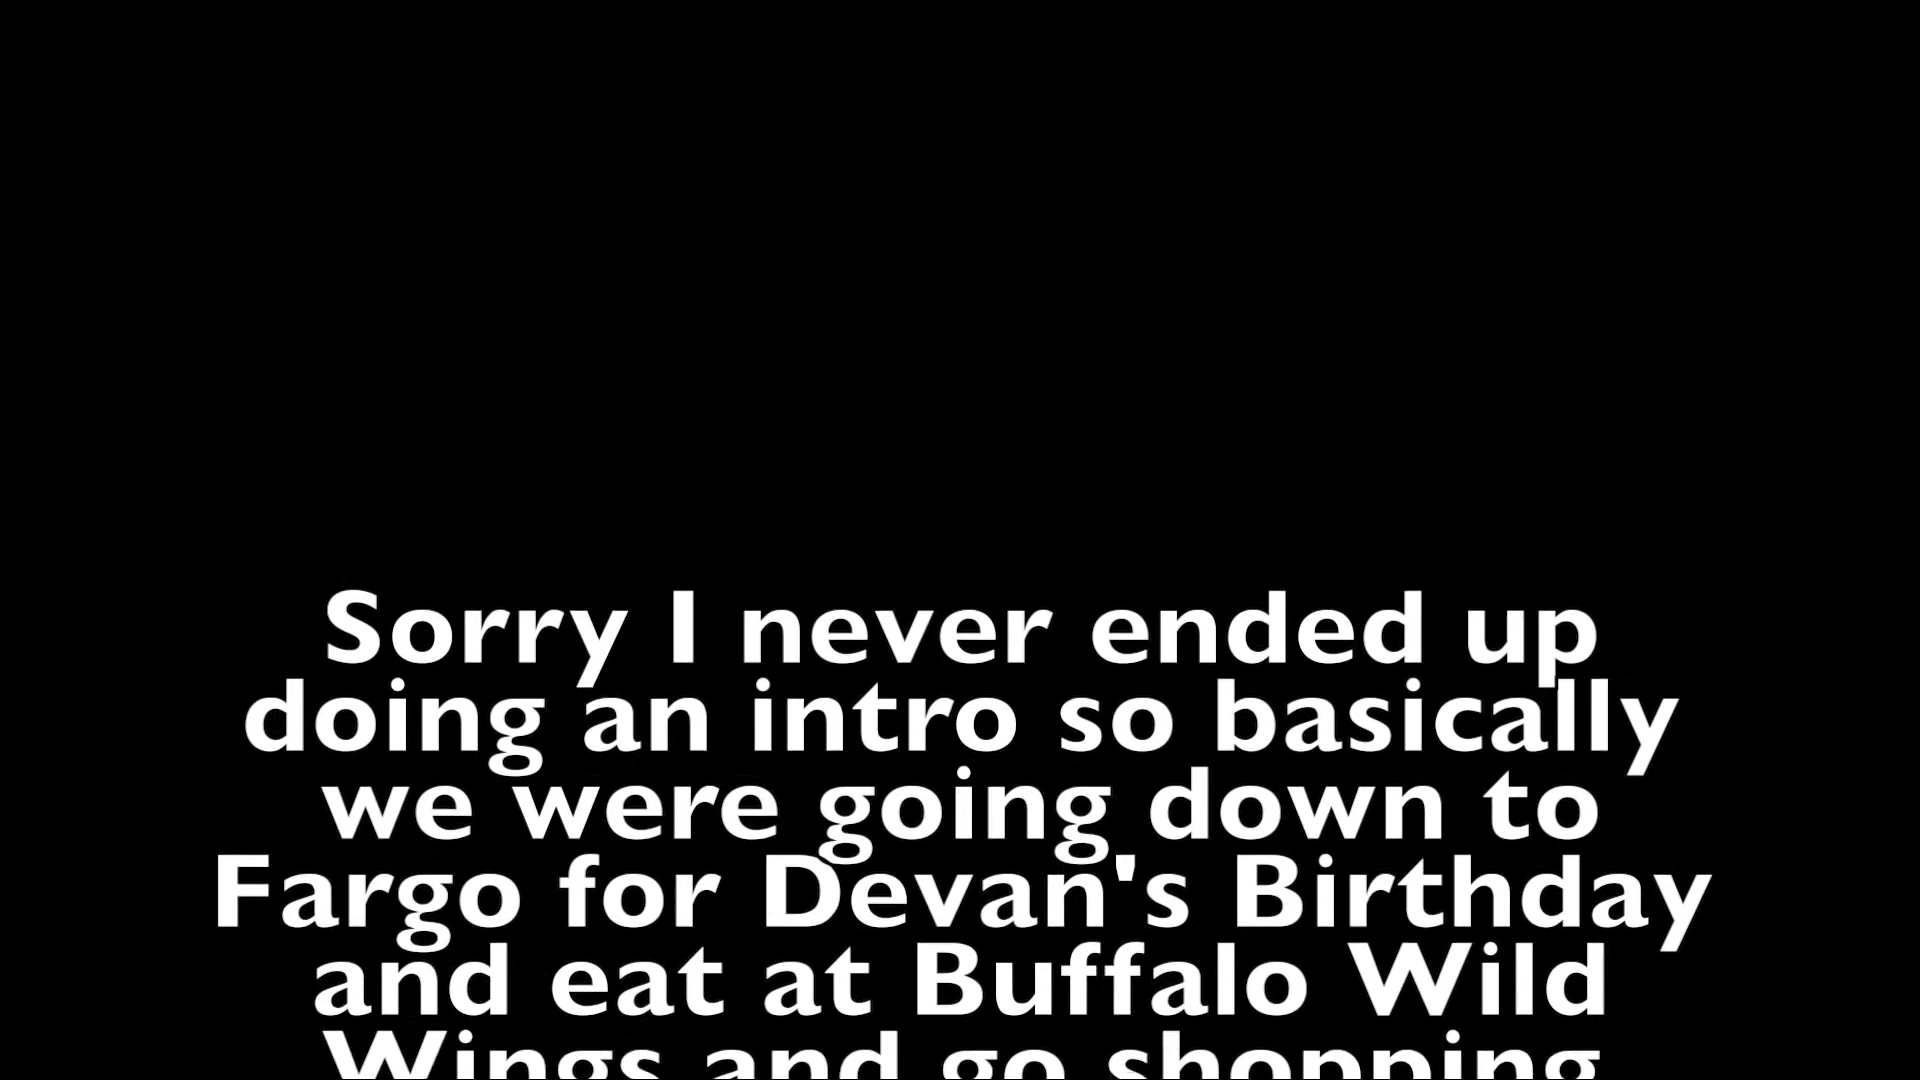 Sorry I never ended up
doing an intro so basically
we were going down to
Fargo for Devan's Birthday
and eat at Buffalo Wild
Wings and go shopping